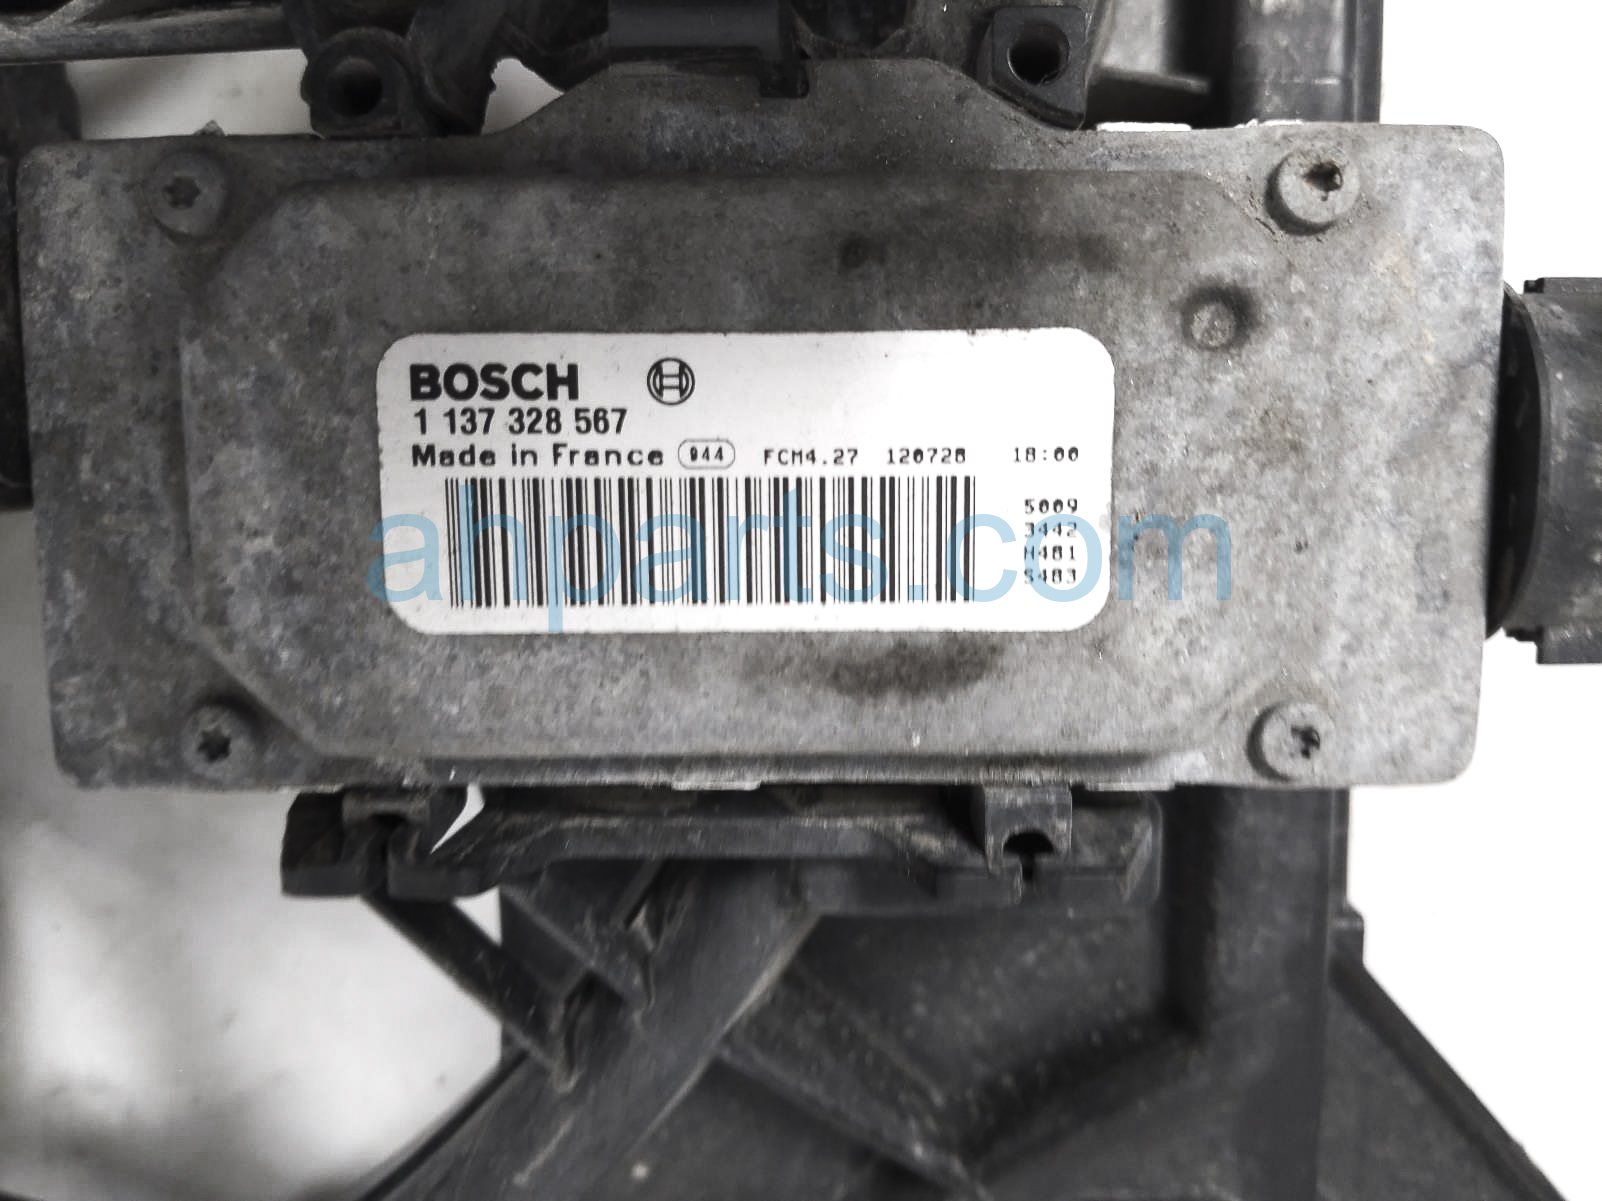 BOSCH
1 137 328 567
Made in France 944 FCM4.27 120728 18:00
5009
3442
M481
S483
ahparts.com